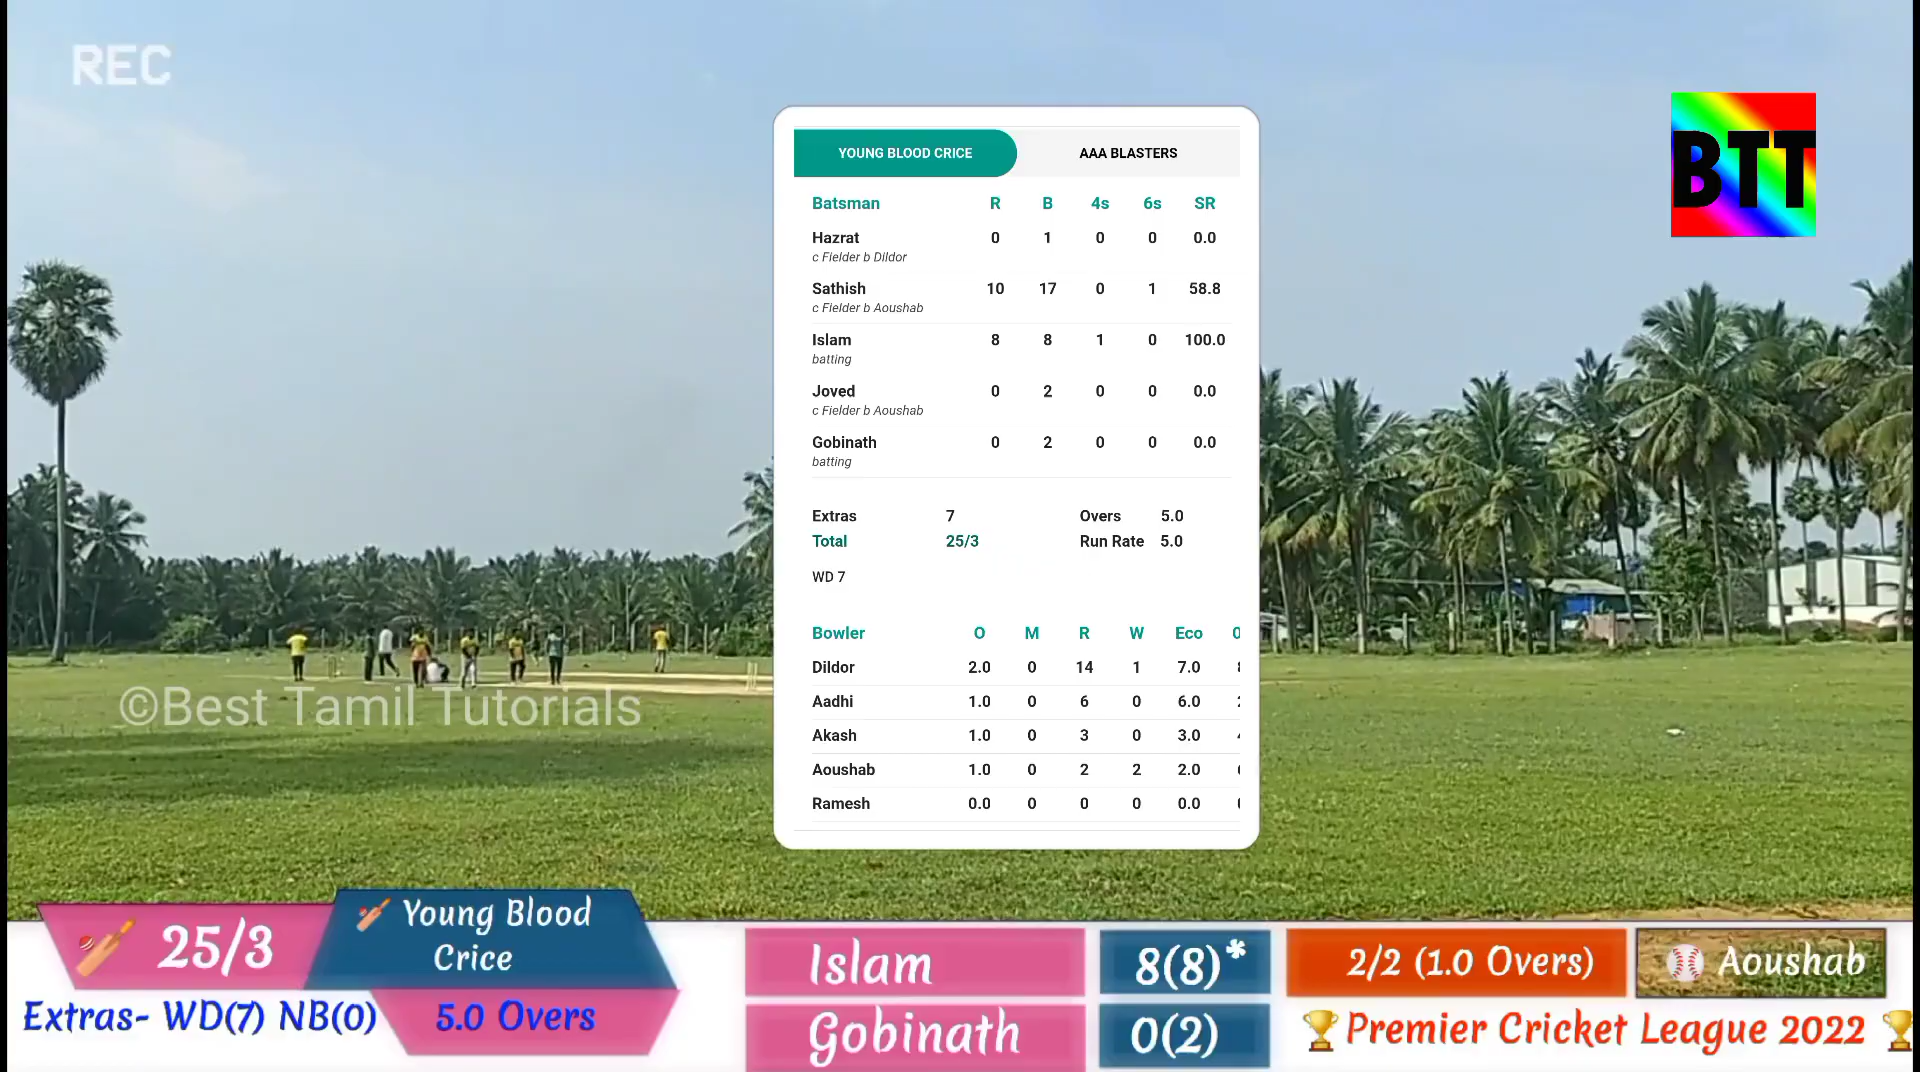 REC
BTT
YOUNG BLOOD CRICE AAA BLASTERS
Batsman R B 4s 6s SR
Hazrat 0 1 0 0 0.0
c Fielder b Dildor
Sathish 10 17 0 1 58.8
c Fielder b Aoushab
Islam 8 8 1 0 100.0
batting
Joved 0 2 0 0 0.0
c Fielder b Aoushab
Gobinath 0 2 0 0 0.0
batting
Extras 7 Overs 5.0
Total 25/3 Run Rate 5.0
WD 7
Bowler O M R W Eco
Dildor 2.0 0 14 1 7.0
Aadhi 1.0 0 6 0 6.0
Akash 1.0 0 3 0 3.0
Aoushab 1.0 0 2 2 2.0
Ramesh 0.0 0 0 0 0.0
©Best Tamil Tutorials
25/3
Young Blood
Crice
Extras- WD(7) NB(0)
5.0 Overs
Islam 8(8)*
Gobinath 0(2)
2/2 (1.0 Overs)
Aoushab
Premier Cricket League 2022